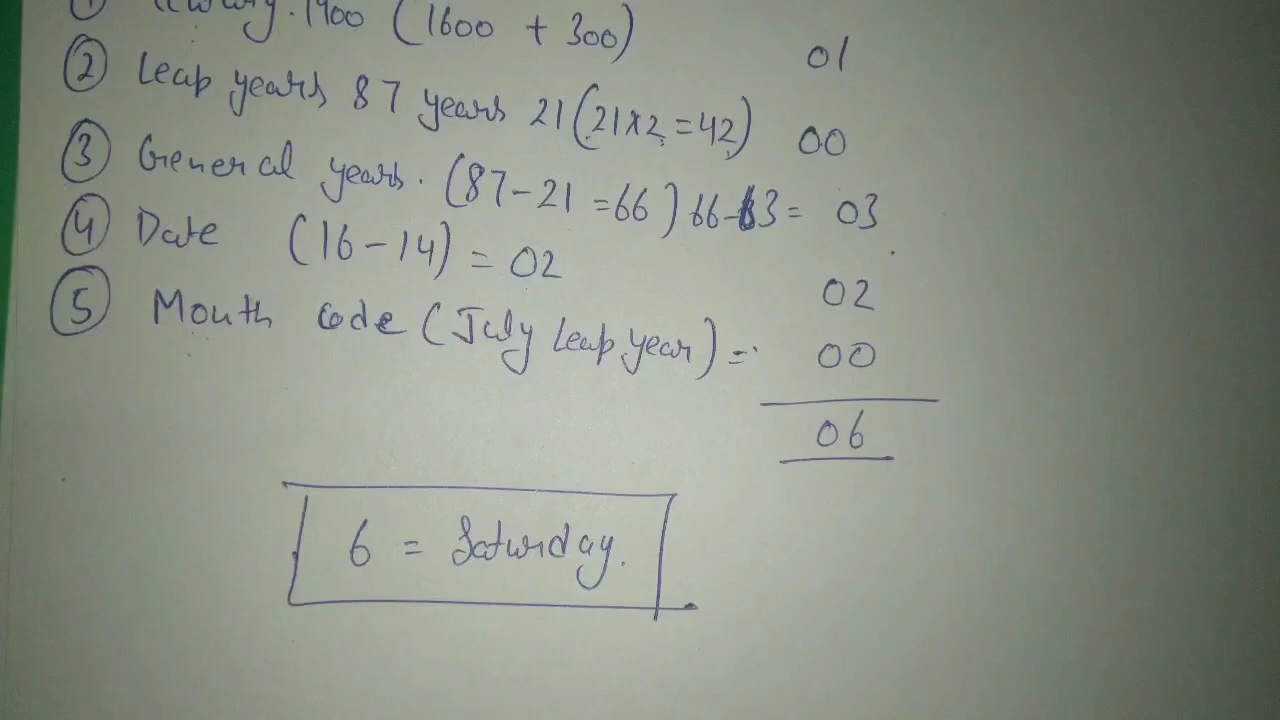 ① 1900 (1600 + 300) 01
② Leap years 87 years 21 (21x2 = 42) 00
③ General years. (87-21 = 66) 66-63 = 03
④ Date (16-14) = 02 02
⑤ Month code (July Leap year) = 00
06
6 = Saturday.